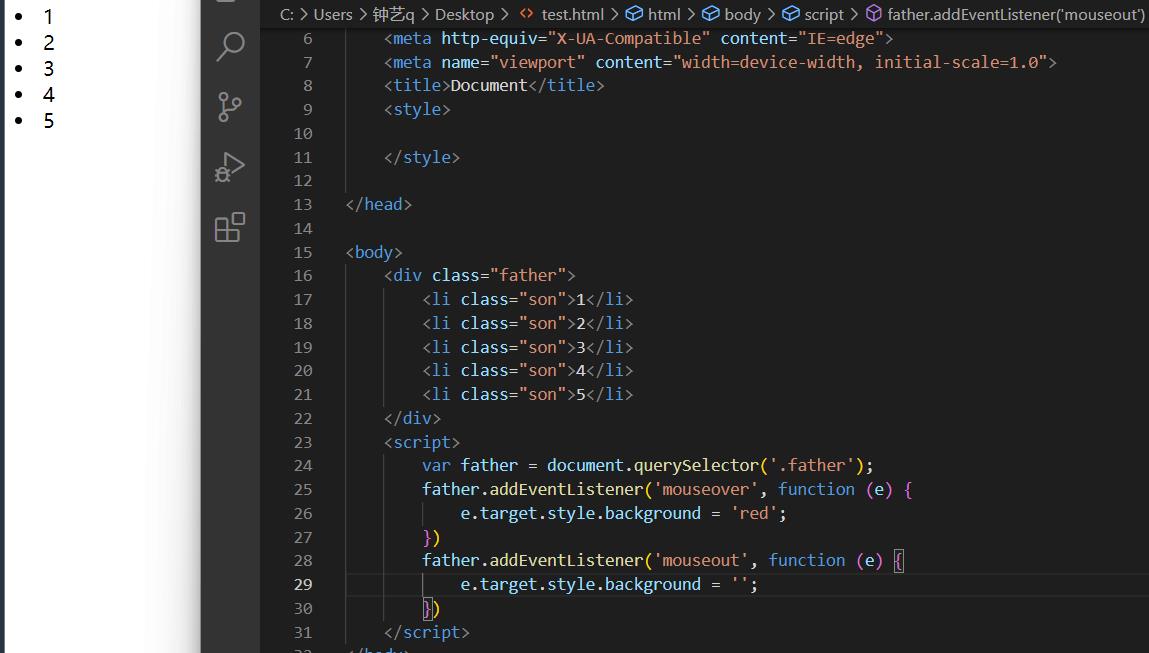 1
2
3
4
5
C: > Users > 钟艺q > Desktop > test.html > html > body > script > father.addEventListener('mouseout')
6 <meta http-equiv="X-UA-Compatible" content="IE=edge">
7 <meta name="viewport" content="width=device-width, initial-scale=1.0">
8 <title>Document</title>
9 <style>
10
11 </style>
12
13 </head>
14
15 <body>
16 <div class="father">
17 <li class="son">1</li>
18 <li class="son">2</li>
19 <li class="son">3</li>
20 <li class="son">4</li>
21 <li class="son">5</li>
22 </div>
23 <script>
24 var father = document.querySelector('.father');
25 father.addEventListener('mouseover', function (e) {
26 e.target.style.background = 'red';
27 })
28 father.addEventListener('mouseout', function (e) {
29 e.target.style.background = '';
30 })
31 </script>